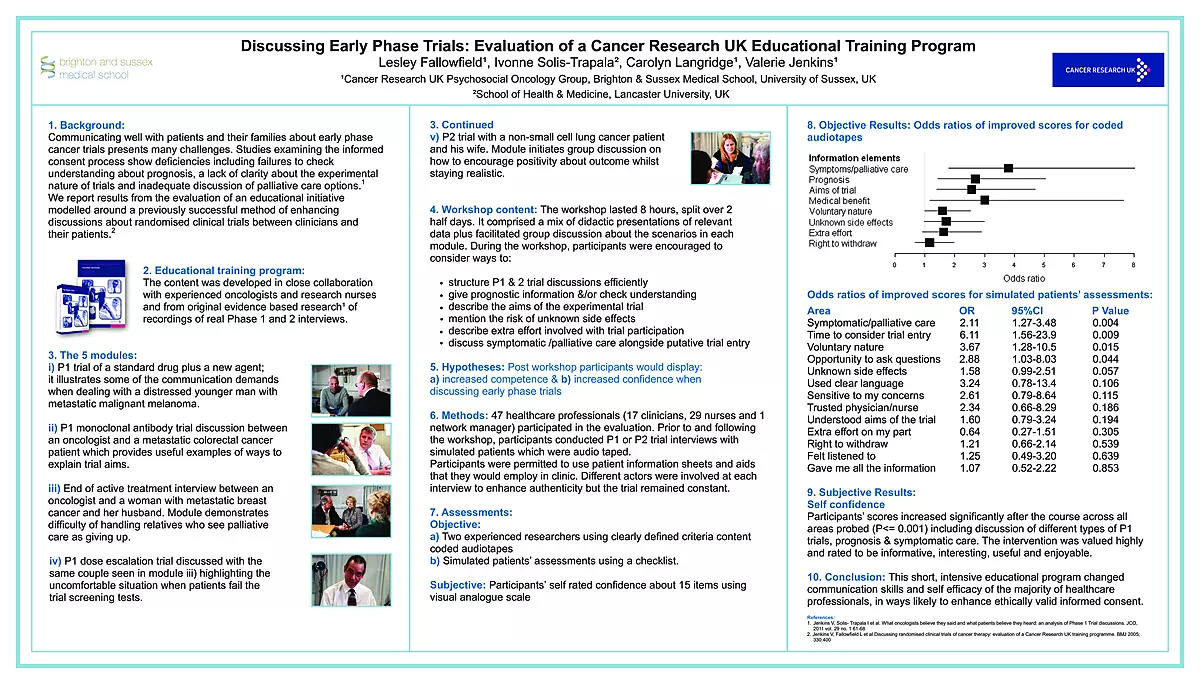 brighton and sussex
medical school
Discussing Early Phase Trials: Evaluation of a Cancer Research UK Educational Training Program
Lesley Fallowfield¹, Ivonne Solis-Trapala², Carolyn Langridge¹, Valerie Jenkins¹
¹Cancer Research UK Psychosocial Oncology Group, Brighton & Sussex Medical School, University of Sussex, UK
²School of Health & Medicine, Lancaster University, UK
CANCER RESEARCH UK
1. Background:
Communicating well with patients and their families about early phase
cancer trials presents many challenges. Studies examining the informed
consent process show deficiencies including failures to check
understanding about prognosis, a lack of clarity about the experimental
nature of trials and inadequate discussion of palliative care options.¹
We report results from the evaluation of an educational initiative
modelled around a previously successful method of enhancing
discussions about randomised clinical trials between clinicians and
their patients.²
2. Educational training program:
The content was developed in close collaboration
with experienced oncologists and research nurses
and from original evidence based research¹ of
recordings of real Phase 1 and 2 interviews.
3. The 5 modules:
i) P1 trial of a standard drug plus a new agent;
it illustrates some of the communication demands
when dealing with a distressed younger man with
metastatic malignant melanoma.
ii) P1 monoclonal antibody trial discussion between
an oncologist and a metastatic colorectal cancer
patient which provides useful examples of ways to
explain trial aims.
iii) End of active treatment interview between an
oncologist and a woman with metastatic breast
cancer and her husband. Module demonstrates
difficulty of handling relatives who see palliative
care as giving up.
iv) P1 dose escalation trial discussed with the
same couple seen in module iii) highlighting the
uncomfortable situation when patients fail the
trial screening tests.
3. Continued
v) P2 trial with a non-small cell lung cancer patient
and his wife. Module initiates group discussion on
how to encourage positivity about outcome whilst
staying realistic.
4. Workshop content: The workshop lasted 8 hours, split over 2
half days. It comprised a mix of didactic presentations of relevant
data plus facilitated group discussion about the scenarios in each
module. During the workshop, participants were encouraged to
consider ways to:
• structure P1 & 2 trial discussions efficiently
• give prognostic information &/or check understanding
• describe the aims of the experimental trial
• mention the risk of unknown side effects
• describe extra effort involved with trial participation
• discuss symptomatic /palliative care alongside putative trial entry
5. Hypotheses: Post workshop participants would display:
a) increased competence & b) increased confidence when
discussing early phase trials
6. Methods: 47 healthcare professionals (17 clinicians, 29 nurses and 1
network manager) participated in the evaluation. Prior to and following
the workshop, participants conducted P1 or P2 trial interviews with
simulated patients which were audio taped.
Participants were permitted to use patient information sheets and aids
that they would employ in clinic. Different actors were involved at each
interview to enhance authenticity but the trial remained constant.
7. Assessments:
Objective:
a) Two experienced researchers using clearly defined criteria content
coded audiotapes
b) Simulated patients' assessments using a checklist.
Subjective: Participants' self rated confidence about 15 items using
visual analogue scale
8. Objective Results: Odds ratios of improved scores for coded
audiotapes
Information elements
Symptoms/palliative care
Prognosis
Aims of trial
Medical benefit
Voluntary nature
Unknown side effects
Extra effort
Right to withdraw
0 1 2 3 4 5 6 7 8
Odds ratio
Odds ratios of improved scores for simulated patients' assessments:
Area OR 95%CI P Value
Symptomatic/palliative care 2.11 1.27-3.48 0.004
Time to consider trial entry 6.11 1.56-23.9 0.009
Voluntary nature 3.67 1.28-10.5 0.015
Opportunity to ask questions 2.88 1.03-8.03 0.044
Unknown side effects 1.58 0.99-2.51 0.057
Used clear language 3.24 0.78-13.4 0.106
Sensitive to my concerns 2.61 0.79-8.64 0.115
Trusted physician/nurse 2.34 0.66-8.29 0.186
Understood aims of the trial 1.60 0.79-3.24 0.194
Extra effort on my part 0.64 0.27-1.51 0.305
Right to withdraw 1.21 0.66-2.14 0.539
Felt listened to 1.25 0.49-3.20 0.639
Gave me all the information 1.07 0.52-2.22 0.853
9. Subjective Results:
Self confidence
Participants' scores increased significantly after the course across all
areas probed (P<= 0.001) including discussion of different types of P1
trials, prognosis & symptomatic care. The intervention was valued highly
and rated to be informative, interesting, useful and enjoyable.
10. Conclusion: This short, intensive educational program changed
communication skills and self efficacy of the majority of healthcare
professionals, in ways likely to enhance ethically valid informed consent.
References:
1. Jenkins V, Solis- Trapala I et al. What oncologists believe they said and what patients believe they heard: an analysis of Phase 1 Trial discussions. JCO,
2011 vol. 29 no. 1 61-68
2. Jenkins V, Fallowfield L et al Discussing randomised clinical trials of cancer therapy: evaluation of a Cancer Research UK training programme. BMJ 2005;
330:400